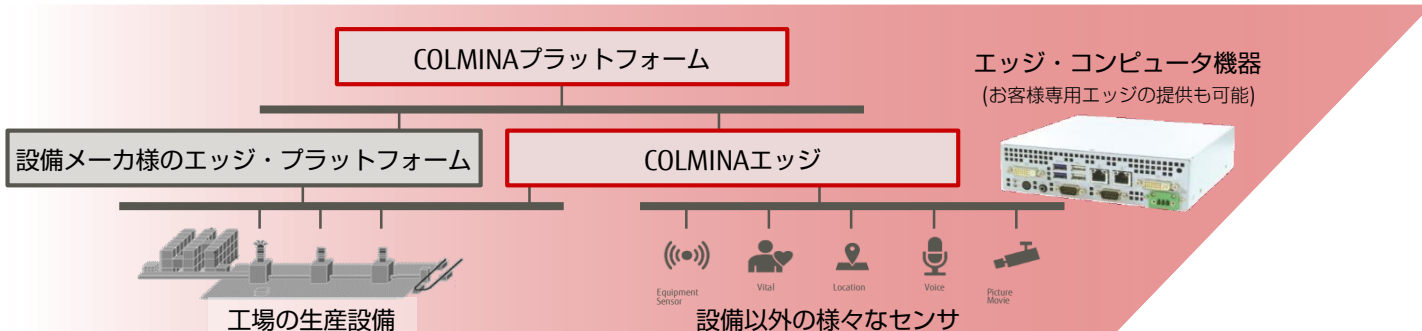 COLMINAプラットフォーム
エッジ・コンピュータ機器
(お客様専用エッジの提供も可能)
設備メーカ様のエッジ・プラットフォーム
COLMINAエッジ
Equipment
Sensor
Vital
Location
Voice
Picture
Movie
工場の生産設備
設備以外の様々なセンサ